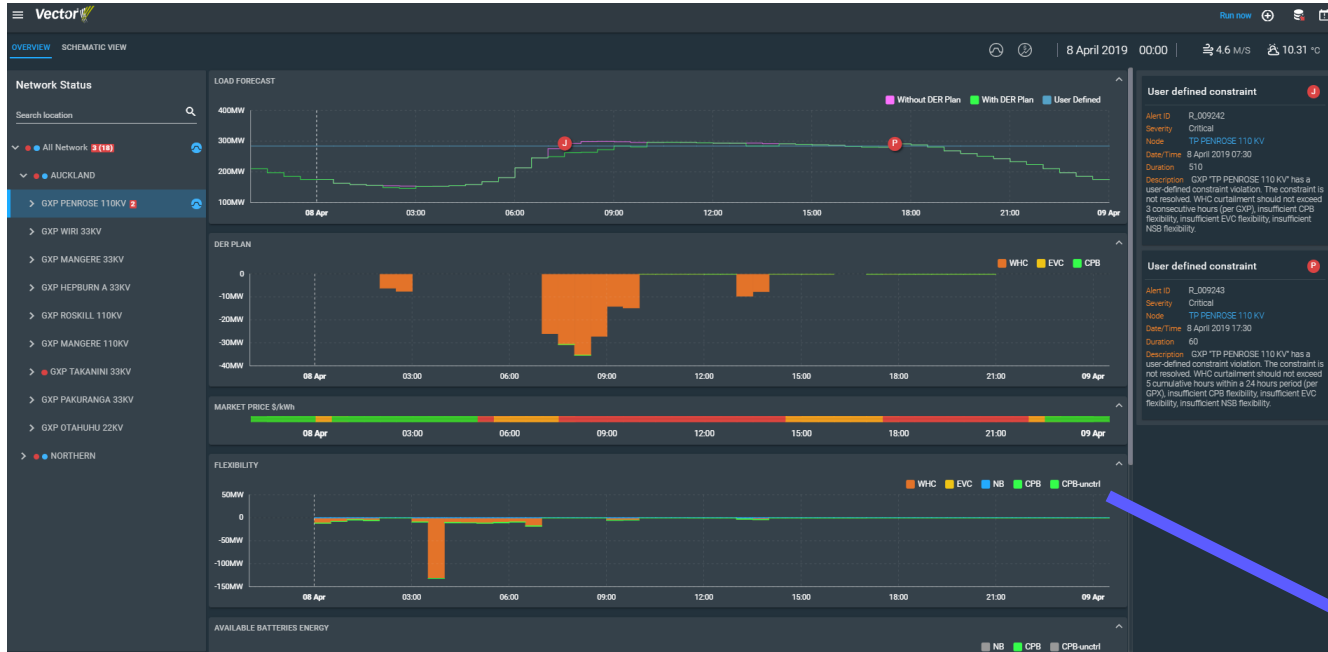 Vector
Run now
OVERVIEW SCHEMATIC VIEW
8 April 2019 00:00 4.6 M/S 10.31 °C
Network Status
Search location
All Network 3 (18)
AUCKLAND
GXP PENROSE 110KV 2
GXP WIRI 33KV
GXP MANGERE 33KV
GXP HEPBURN A 33KV
GXP ROSKILL 110KV
GXP MANGERE 110KV
GXP TAKANINI 33KV
GXP PAKURANGA 33KV
GXP OTAHUHU 22KV
NORTHERN
LOAD FORECAST
Without DER Plan With DER Plan User Defined
400MW
300MW
200MW
100MW
J P
08 Apr 03:00 06:00 09:00 12:00 15:00 18:00 21:00 09 Apr
DER PLAN
WHC EVC CPB
0
-10MW
-20MW
-30MW
-40MW
08 Apr 03:00 06:00 09:00 12:00 15:00 18:00 21:00 09 Apr
MARKET PRICE $/kWh
08 Apr 03:00 06:00 09:00 12:00 15:00 18:00 21:00 09 Apr
FLEXIBILITY
WHC EVC NB CPB CPB-unctrl
50MW
0
-50MW
-100MW
-150MW
08 Apr 03:00 06:00 09:00 12:00 15:00 18:00 21:00 09 Apr
AVAILABLE BATTERIES ENERGY
NB CPB CPB-unctrl
User defined constraint J
Alert ID R_009242
Severity Critical
Node TP PENROSE 110 KV
Date/Time 8 April 2019 07:30
Duration 510
Description GXP "TP PENROSE 110 KV" has a
user-defined constraint violation. The constraint is
not resolved. WHC curtailment should not exceed
3 consecutive hours (per GXP), insufficient CPB
flexibility, insufficient EVC flexibility, insufficient
NSB flexibility.
User defined constraint P
Alert ID R_009243
Severity Critical
Node TP PENROSE 110 KV
Date/Time 8 April 2019 17:30
Duration 60
Description GXP "TP PENROSE 110 KV" has a
user-defined constraint violation. The constraint is
not resolved. WHC curtailment should not exceed
5 cumulative hours within a 24 hours period (per
GPX), insufficient CPB flexibility, insufficient EVC
flexibility, insufficient NSB flexibility.